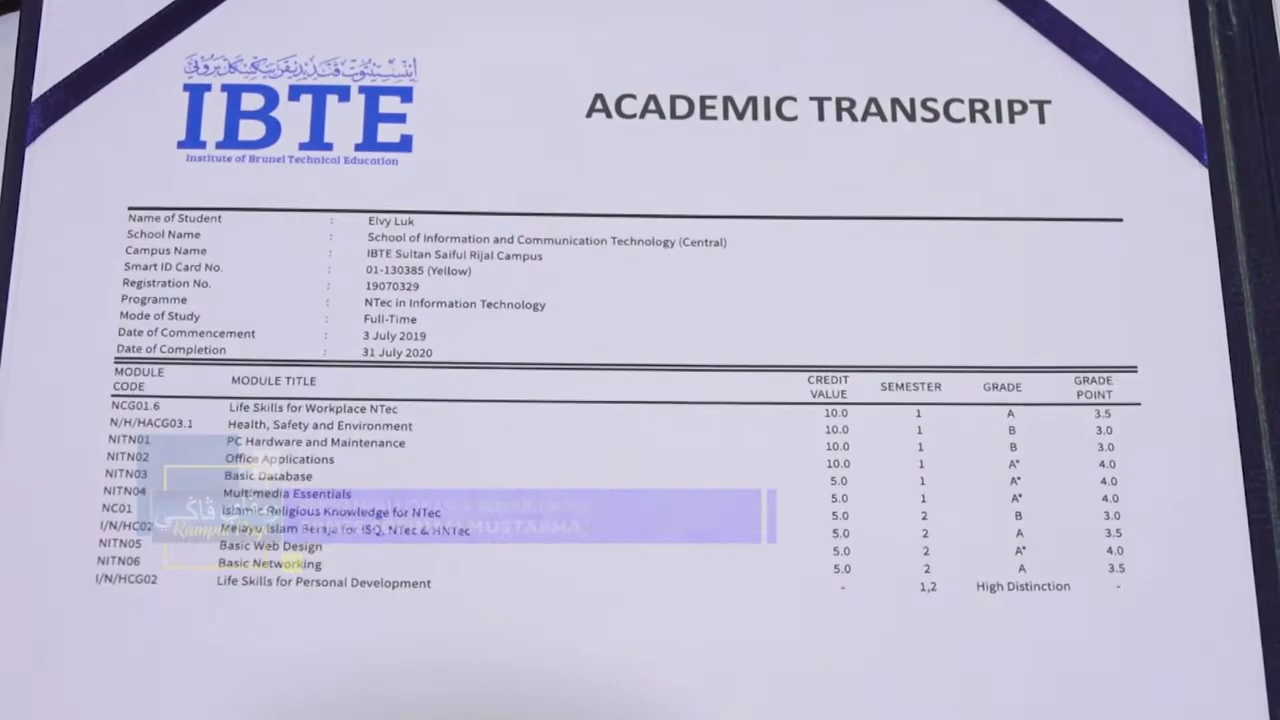 اينستيتوت ڤنديديقن تيكنيكل بروني
IBTE
Institute of Brunei Technical Education
ACADEMIC TRANSCRIPT
Name of Student : Elvy Luk
School Name : School of Information and Communication Technology (Central)
Campus Name : IBTE Sultan Saiful Rijal Campus
Smart ID Card No. : 01-130385 (Yellow)
Registration No. : 19070329
Programme : NTec in Information Technology
Mode of Study : Full-Time
Date of Commencement : 3 July 2019
Date of Completion : 31 July 2020
MODULE CODE MODULE TITLE CREDIT VALUE SEMESTER GRADE GRADE POINT
NCG01.6 Life Skills for Workplace NTec 10.0 1 A 3.5
N/H/HACG03.1 Health, Safety and Environment 10.0 1 B 3.0
NITN01 PC Hardware and Maintenance 10.0 1 B 3.0
NITN02 Office Applications 10.0 1 A* 4.0
NITN03 Basic Database 5.0 1 A* 4.0
NITN04 Multimedia Essentials 5.0 1 A* 4.0
NC01 Islamic Religious Knowledge for NTec 5.0 2 B 3.0
I/N/HC02 Melayu Islam Beraja for ISQ, NTec & HNTec 5.0 2 A 3.5
NITN05 Basic Web Design 5.0 2 A* 4.0
NITN06 Basic Networking 5.0 2 A 3.5
I/N/HCG02 Life Skills for Personal Development - 1,2 High Distinction -
رمڤاي ڤاݢي
Rampai Pagi
MUSTAPHA